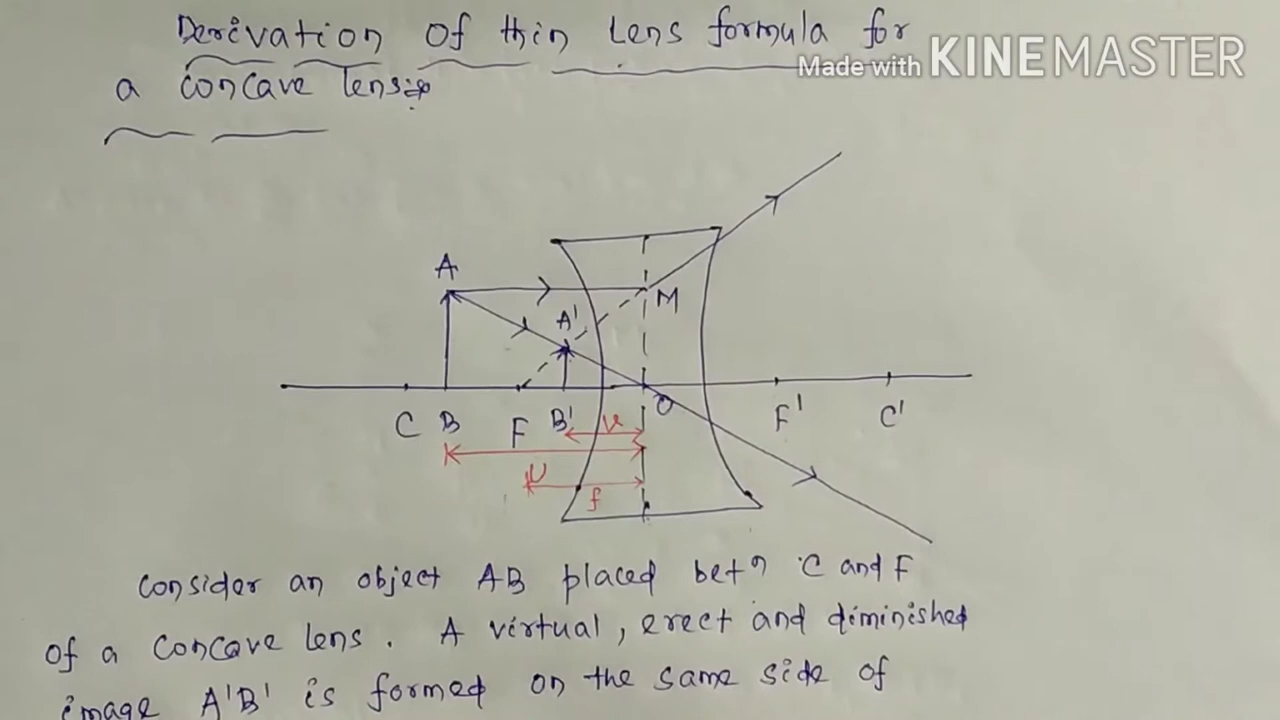 Derivation of thin Lens formula for
Made with KINEMASTER
a concave lens:
A
M
A'
C B F B' O F' C'
v
U
f
Consider an object AB placed betn C and F
of a concave lens. A virtual, erect and diminished
image A'B' is formed on the same side of